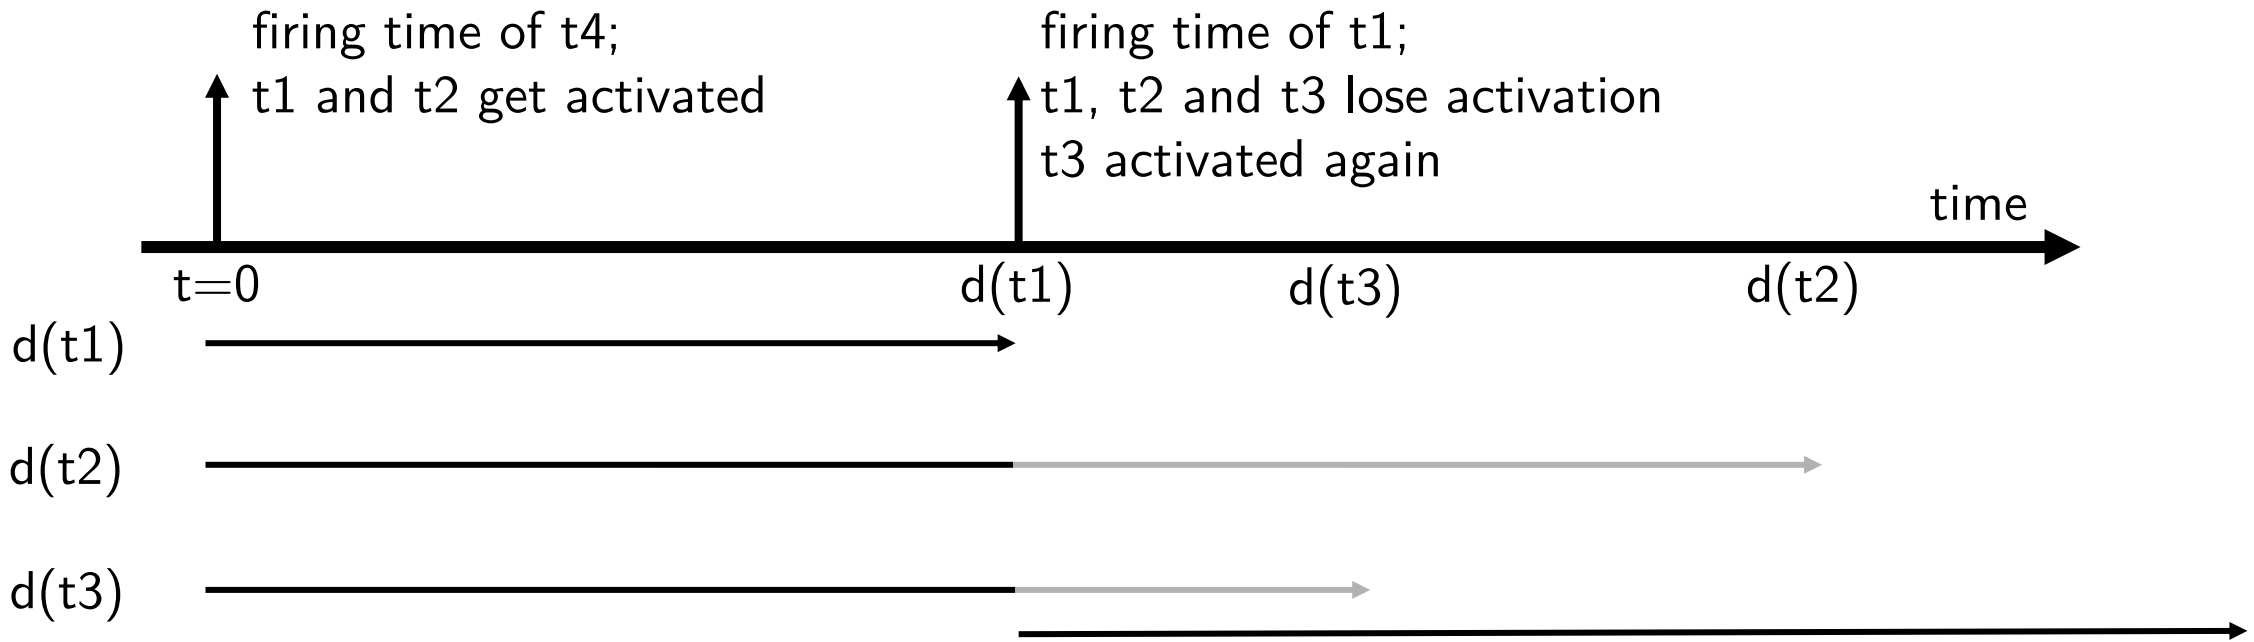 firing time of t4;
t1 and t2 get activated
firing time of t1;
t1, t2 and t3 lose activation
t3 activated again
time
t=0
d(t1)
d(t3)
d(t2)
d(t1)
d(t2)
d(t3)